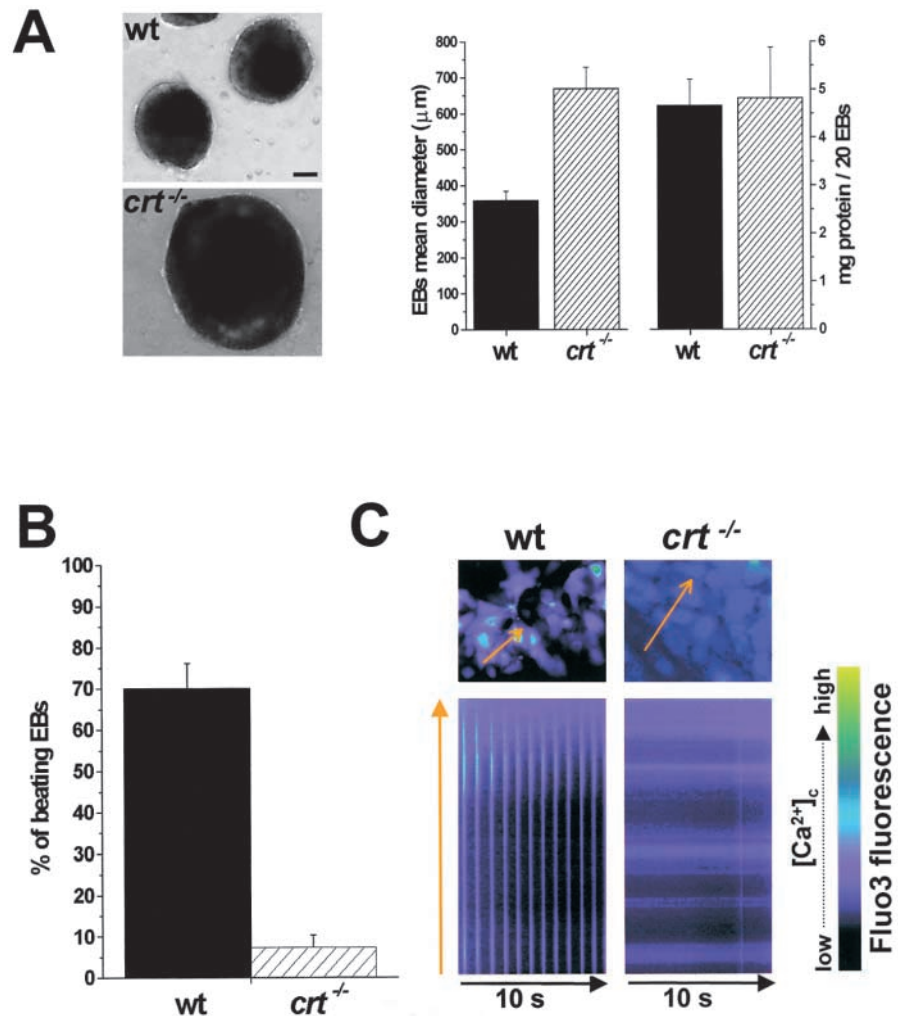 A
wt
crt -/-
EBs mean diameter (μm)
800
700
600
500
400
300
200
100
0
wt
crt -/-
wt
crt -/-
6
5
4
3
2
1
0
mg protein / 20 EBs
B
% of beating EBs
100
90
80
70
60
50
40
30
20
10
0
wt
crt -/-
C
wt
crt -/-
10 s
10 s
[Ca2+]c
high
low
Fluo3 fluorescence